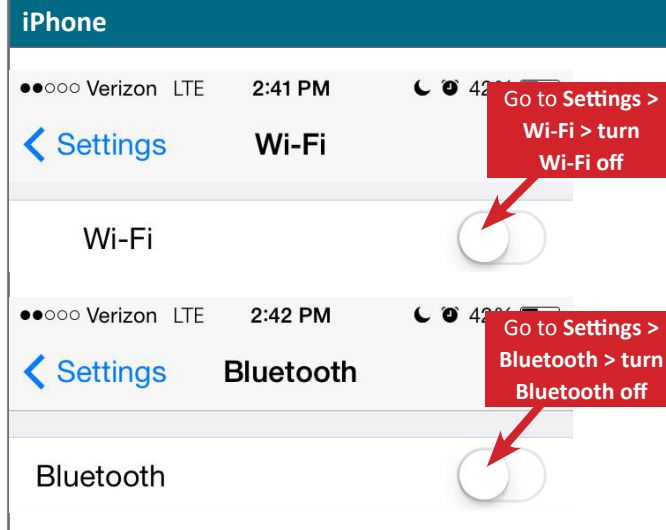 iPhone
●●○○○ Verizon LTE 2:41 PM
Go to Settings >
Wi-Fi > turn
Wi-Fi off
Settings Wi-Fi
Wi-Fi
●●○○○ Verizon LTE 2:42 PM
Go to Settings >
Bluetooth > turn
Bluetooth off
Settings Bluetooth
Bluetooth